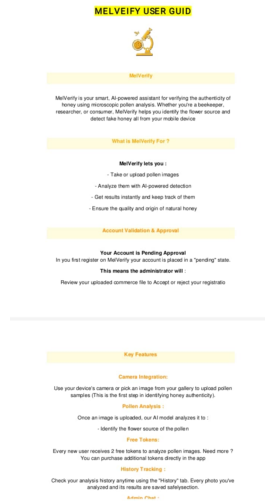 MELVEIFY USER GUID
MelVerify
MelVerify is your smart, AI-powered assistant for verifying the authenticity of
honey using microscopic pollen analysis. Whether you're a beekeeper,
researcher, or consumer, MelVerify helps you identify the flower source and
detect fake honey all from your mobile device
What is MelVerify For ?
MelVerify lets you :
- Take or upload pollen images
- Analyze them with AI-powered detection
- Get results instantly and keep track of them
- Ensure the quality and origin of natural honey
Account Validation & Approval
Your Account is Pending Approval
In you first register on MelVerify your account is placed in a "pending" state.
This means the administrator will :
Review your uploaded commerce file to Accept or reject your registratio
Key Features
Camera Integration:
Use your device's camera or pick an image from your gallery to upload pollen
samples (This is the first step in identifying honey authenticity).
Pollen Analysis :
Once an image is uploaded, our AI model analyzes it to :
- Identify the flower source of the pollen
Free Tokens:
Every new user receives 2 free tokens to analyze pollen images. Need more ?
You can purchase additional tokens directly in the app
History Tracking :
Check your analysis history anytime using the "History" tab. Every photo you've
analyzed and its results are saved safelysection.
Admin Chat :